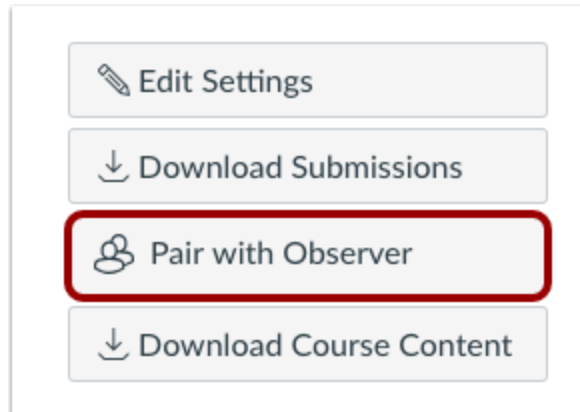 Edit Settings
Download Submissions
Pair with Observer
Download Course Content